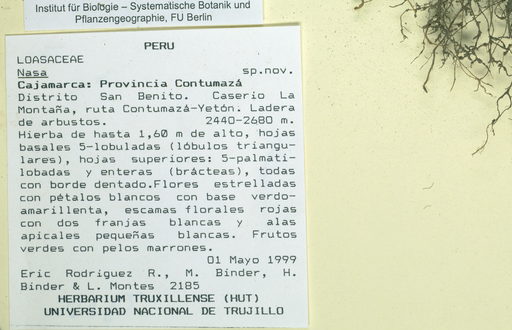 Institut für Biologie – Systematische Botanik und
Pflanzengeographie, FU Berlin
PERU
LOASACEAE
Nasa sp.nov.
Cajamarca: Provincia Contumazá
Distrito San Benito. Caserio La
Montaña, ruta Contumazá-Yetón. Ladera
de arbustos. 2440-2680 m.
Hierba de hasta 1,60 m de alto, hojas
basales 5-lobuladas (lóbulos triangu-
lares), hojas superiores: 5-palmati-
lobadas y enteras (brácteas), todas
con borde dentado.Flores estrelladas
con pétalos blancos con base verdo-
amarillenta, escamas florales rojas
con dos franjas blancas y alas
apicales pequeñas blancas. Frutos
verdes con pelos marrones.
01 Mayo 1999
Eric Rodríguez R., M. Binder, H.
Binder & L. Montes 2185
HERBARIUM TRUXILLENSE (HUT)
UNIVERSIDAD NACIONAL DE TRUJILLO